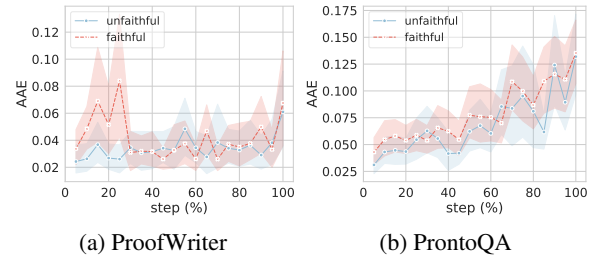 unfaithful
faithful
AAE
0.12
0.10
0.08
0.06
0.04
0.02
0 20 40 60 80 100
step (%)
(a) ProofWriter
unfaithful
faithful
AAE
0.175
0.150
0.125
0.100
0.075
0.050
0.025
0 20 40 60 80 100
step (%)
(b) ProntoQA